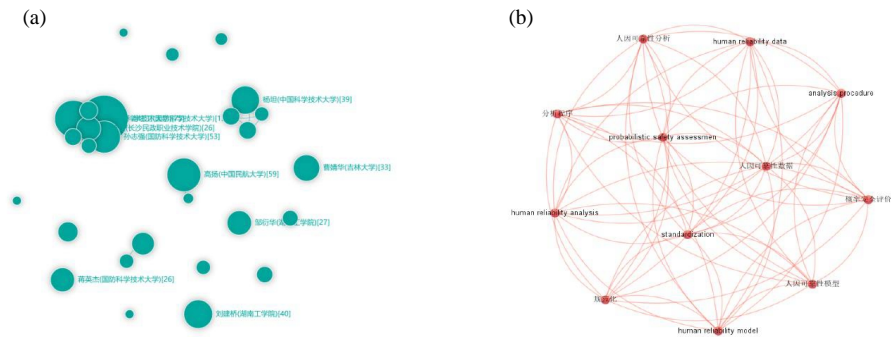 (a)
(b)
杨坦(中国科学技术大学)[39]
(长沙民政职业技术学院)[26]
孙志强(国防科学技术大学)[53]
高扬(中国民航大学)[59]
曹婧华(吉林大学)[33]
[27]
蒋英杰(国防科学技术大学)[26]
刘建桥(湖南工学院)[40]
人因可靠性分析
human reliability data
analysis procedure
分析程序
probabilistic safety assessmen
人因可靠性数据
概率安全评价
human reliability analysis
standardization
人因可靠性模型
规范化
human reliability model